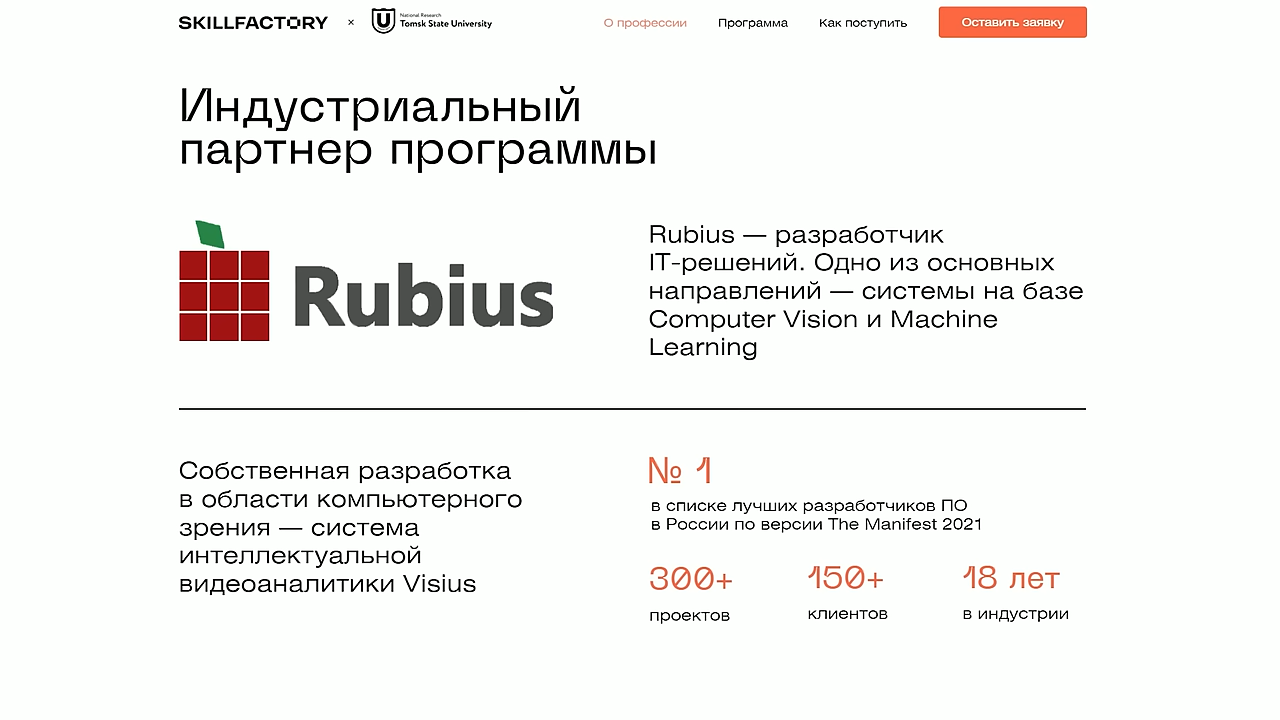 SKILLFACTORY × National Research Tomsk State University
О профессии Программа Как поступить Оставить заявку
Индустриальный
партнер программы
Rubius
Rubius — разработчик
IT-решений. Одно из основных
направлений — системы на базе
Computer Vision и Machine
Learning
Собственная разработка
в области компьютерного
зрения — система
интеллектуальной
видеоаналитики Visius
№ 1
в списке лучших разработчиков ПО
в России по версии The Manifest 2021
300+ 150+ 18 лет
проектов клиентов в индустрии